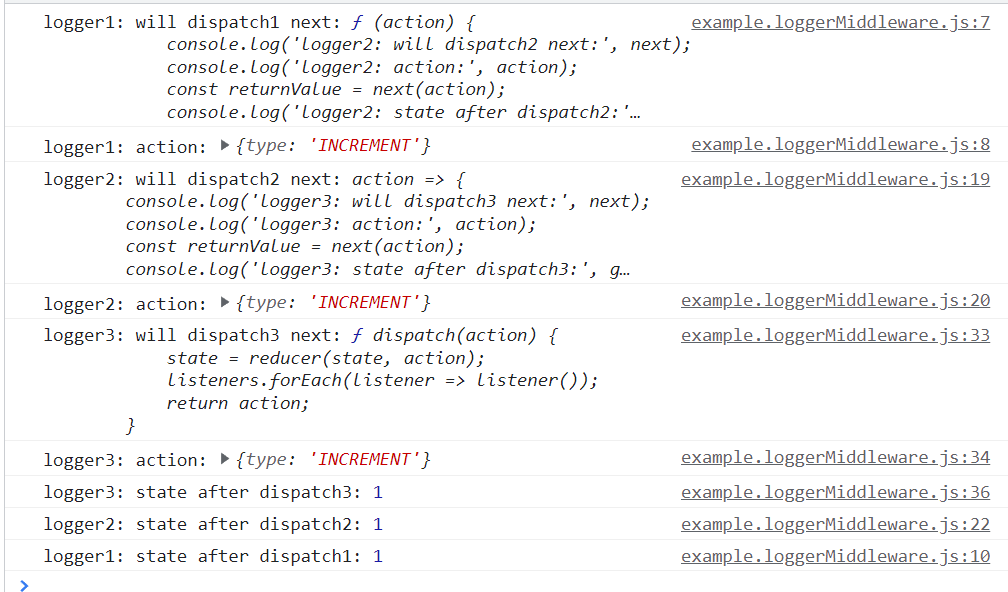 logger1: will dispatch1 next: ƒ (action) { example.loggerMiddleware.js:7
console.log('logger2: will dispatch2 next:', next);
console.log('logger2: action:', action);
const returnValue = next(action);
console.log('logger2: state after dispatch2:'…
logger1: action: ▶{type: 'INCREMENT'} example.loggerMiddleware.js:8
logger2: will dispatch2 next: action => { example.loggerMiddleware.js:19
console.log('logger3: will dispatch3 next:', next);
console.log('logger3: action:', action);
const returnValue = next(action);
console.log('logger3: state after dispatch3:', g…
logger2: action: ▶{type: 'INCREMENT'} example.loggerMiddleware.js:20
logger3: will dispatch3 next: ƒ dispatch(action) { example.loggerMiddleware.js:33
state = reducer(state, action);
listeners.forEach(listener => listener());
return action;
}
logger3: action: ▶{type: 'INCREMENT'} example.loggerMiddleware.js:34
logger3: state after dispatch3: 1 example.loggerMiddleware.js:36
logger2: state after dispatch2: 1 example.loggerMiddleware.js:22
logger1: state after dispatch1: 1 example.loggerMiddleware.js:10